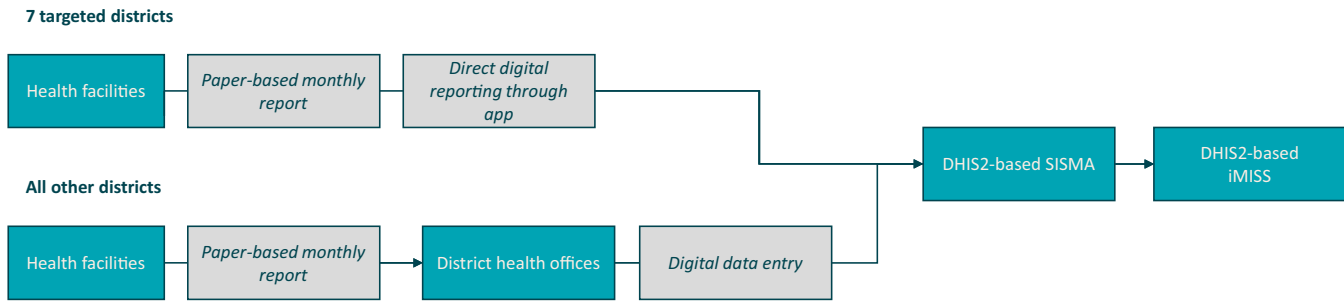 7 targeted districts
Health facilities
Paper-based monthly
report
Direct digital
reporting through
app
DHIS2-based SISMA
DHIS2-based
iMISS
All other districts
Health facilities
Paper-based monthly
report
District health offices
Digital data entry